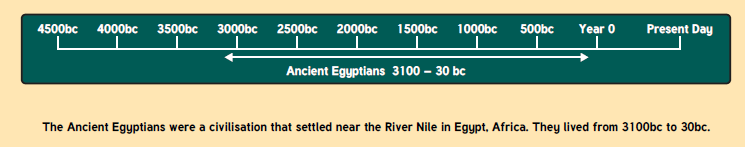 4500bc 4000bc 3500bc 3000bc 2500bc 2000bc 1500bc 1000bc 500bc Year 0 Present Day
Ancient Egyptians 3100 – 30 bc
The Ancient Egyptians were a civilisation that settled near the River Nile in Egypt, Africa. They lived from 3100bc to 30bc.